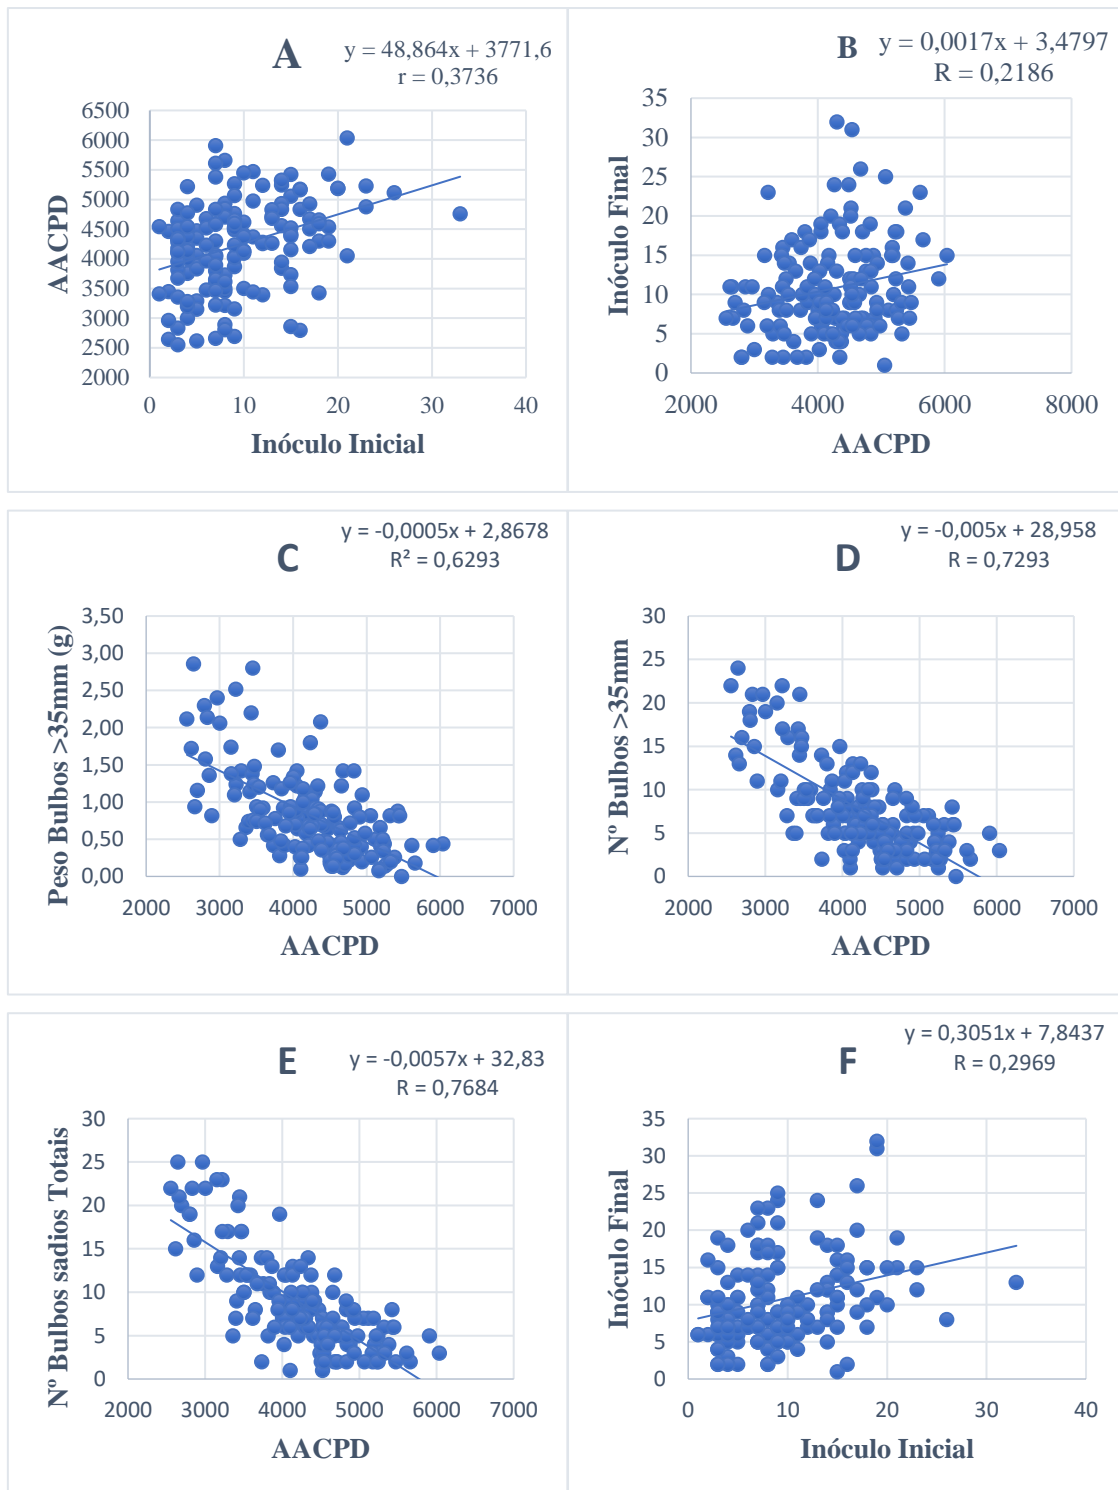 A
y = 48,864x + 3771,6
r = 0,3736
AACPD
6500
6000
5500
5000
4500
4000
3500
3000
2500
2000
0 10 20 30 40
Inóculo Inicial
B
y = 0,0017x + 3,4797
R = 0,2186
Inóculo Final
35
30
25
20
15
10
5
0
2000 4000 6000 8000
AACPD
C
y = -0,0005x + 2,8678
R² = 0,6293
Peso Bulbos >35mm (g)
3,50
3,00
2,50
2,00
1,50
1,00
0,50
0,00
2000 3000 4000 5000 6000 7000
AACPD
D
y = -0,005x + 28,958
R = 0,7293
Nº Bulbos >35mm
30
25
20
15
10
5
0
2000 3000 4000 5000 6000 7000
AACPD
E
y = -0,0057x + 32,83
R = 0,7684
Nº Bulbos sadios Totais
30
25
20
15
10
5
0
2000 3000 4000 5000 6000 7000
AACPD
F
y = 0,3051x + 7,8437
R = 0,2969
Inóculo Final
35
30
25
20
15
10
5
0
0 10 20 30 40
Inóculo Inicial